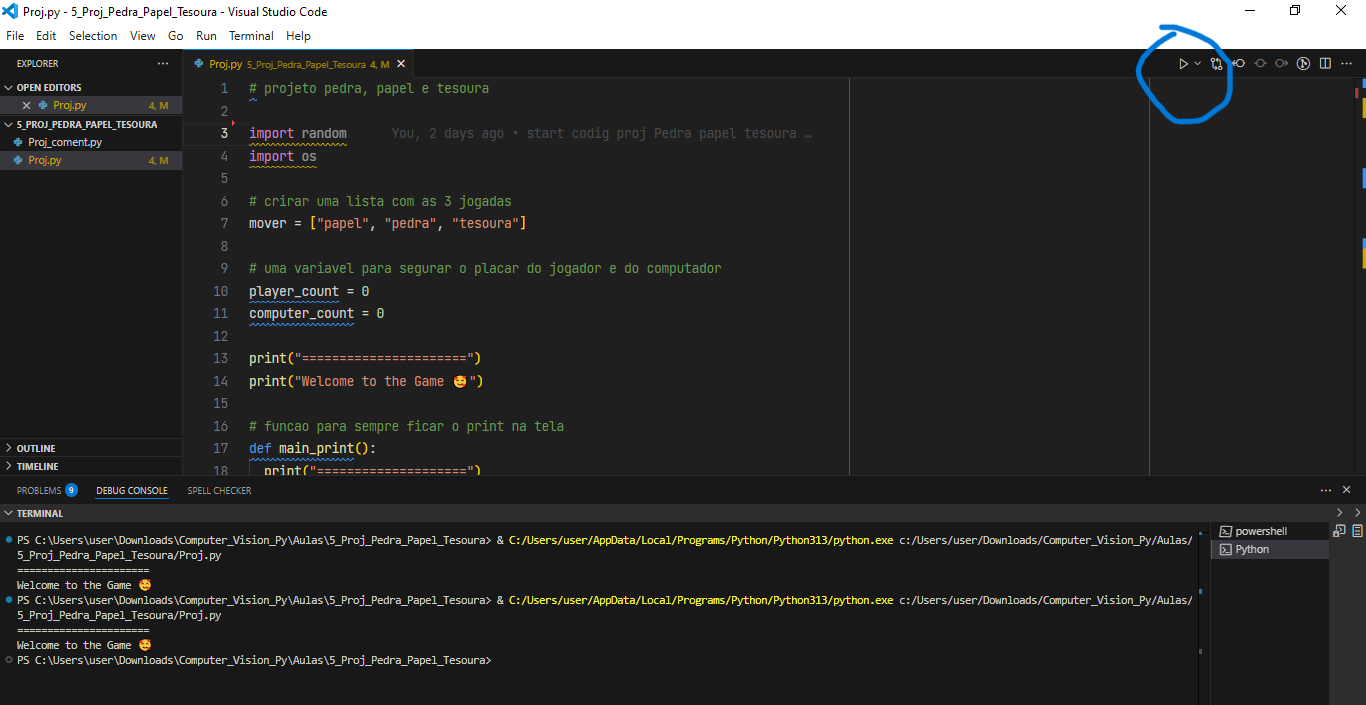 Proj.py - 5_Proj_Pedra_Papel_Tesoura - Visual Studio Code
File Edit Selection View Go Run Terminal Help
EXPLORER
Proj.py 5_Proj_Pedra_Papel_Tesoura 4, M
OPEN EDITORS
Proj.py 4, M
5_PROJ_PEDRA_PAPEL_TESOURA
Proj_coment.py
Proj.py 4, M
OUTLINE
TIMELINE
1 # projeto pedra, papel e tesoura
2
3 import random You, 2 days ago • start codig proj Pedra papel tesoura …
4 import os
5
6 # crirar uma lista com as 3 jogadas
7 mover = ["papel", "pedra", "tesoura"]
8
9 # uma variavel para segurar o placar do jogador e do computador
10 player_count = 0
11 computer_count = 0
12
13 print("======================")
14 print("Welcome to the Game 🥰")
15
16 # funcao para sempre ficar o print na tela
17 def main_print():
18 print("====================")
PROBLEMS 9 DEBUG CONSOLE SPELL CHECKER
TERMINAL
PS C:\Users\user\Downloads\Computer_Vision_Py\Aulas\5_Proj_Pedra_Papel_Tesoura> & C:/Users/user/AppData/Local/Programs/Python/Python313/python.exe c:/Users/user/Downloads/Computer_Vision_Py/Aulas/
5_Proj_Pedra_Papel_Tesoura/Proj.py
======================
Welcome to the Game 🥰
PS C:\Users\user\Downloads\Computer_Vision_Py\Aulas\5_Proj_Pedra_Papel_Tesoura> & C:/Users/user/AppData/Local/Programs/Python/Python313/python.exe c:/Users/user/Downloads/Computer_Vision_Py/Aulas/
5_Proj_Pedra_Papel_Tesoura/Proj.py
======================
Welcome to the Game 🥰
PS C:\Users\user\Downloads\Computer_Vision_Py\Aulas\5_Proj_Pedra_Papel_Tesoura>
powershell
Python